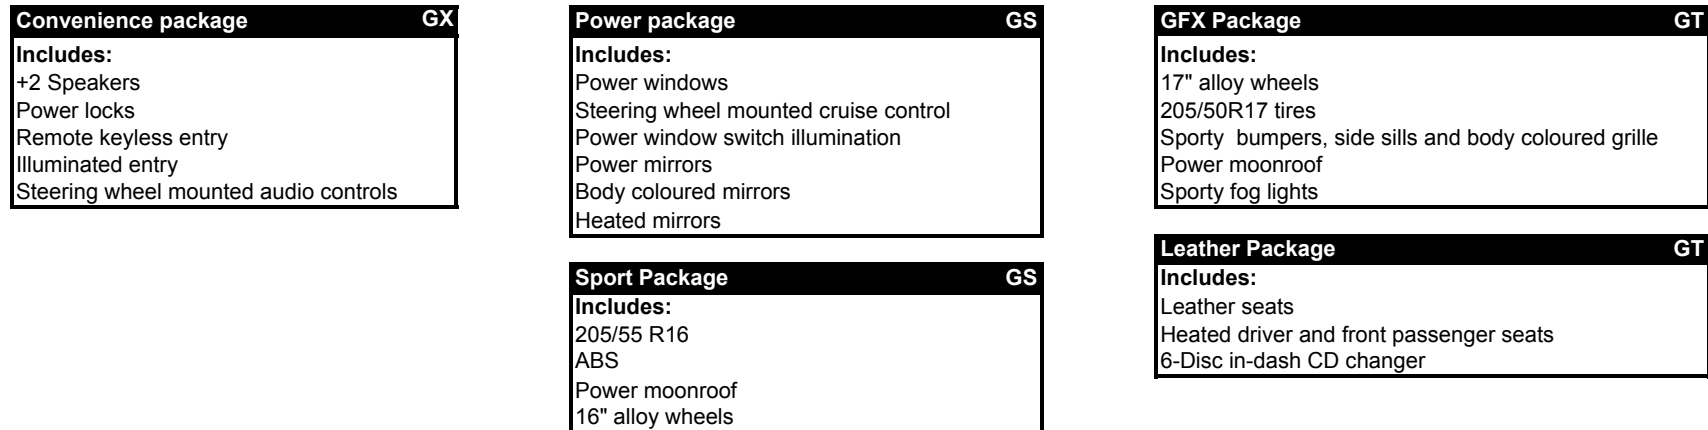 Convenience package GX
Includes:
+2 Speakers
Power locks
Remote keyless entry
Illuminated entry
Steering wheel mounted audio controls
Power package GS
Includes:
Power windows
Steering wheel mounted cruise control
Power window switch illumination
Power mirrors
Body coloured mirrors
Heated mirrors
Sport Package GS
Includes:
205/55 R16
ABS
Power moonroof
16" alloy wheels
GFX Package GT
Includes:
17" alloy wheels
205/50R17 tires
Sporty  bumpers, side sills and body coloured grille
Power moonroof
Sporty fog lights
Leather Package GT
Includes:
Leather seats
Heated driver and front passenger seats
6-Disc in-dash CD changer